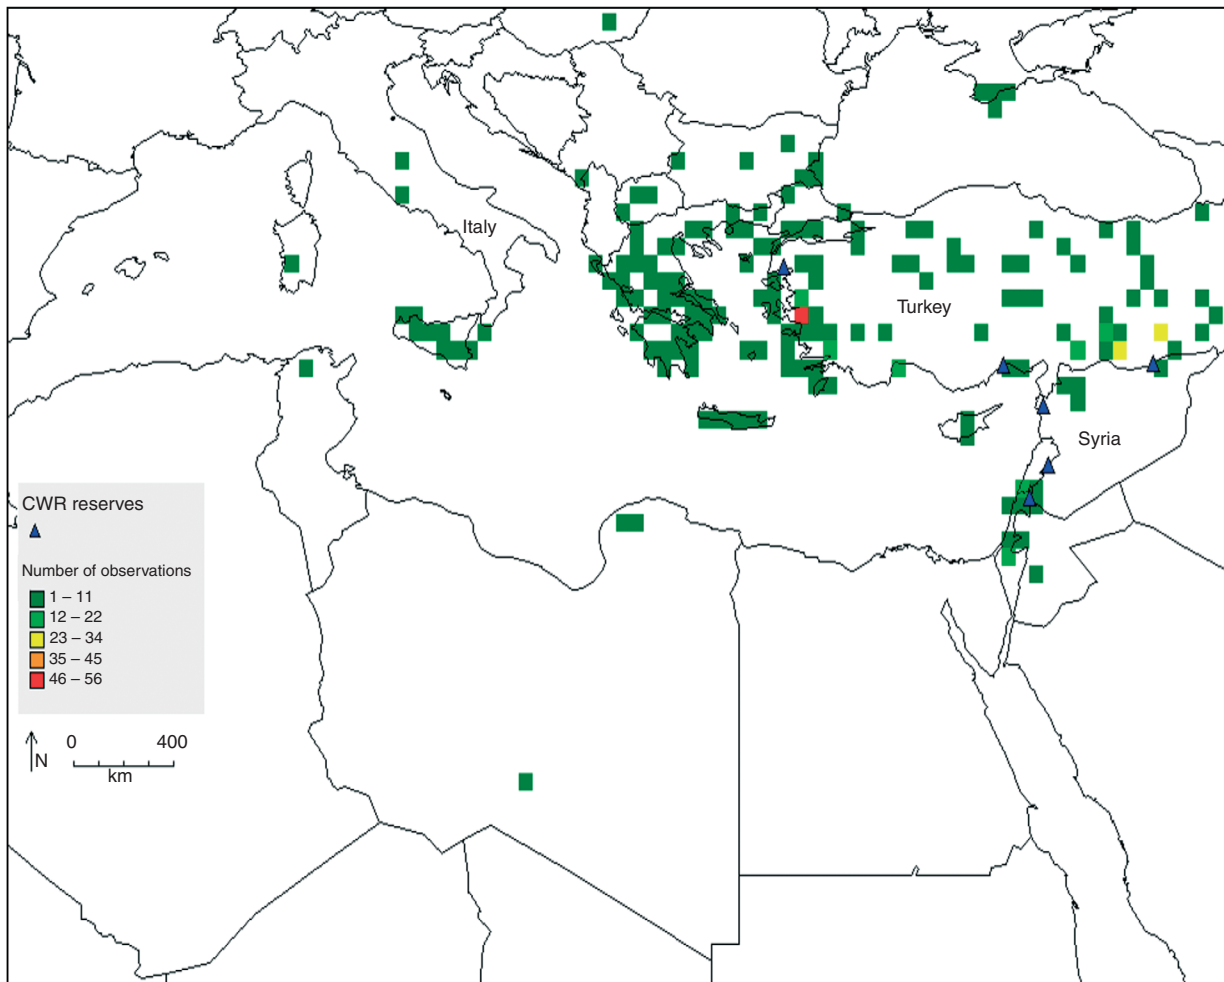 Italy
Turkey
Syria
CWR reserves
Number of observations
1 – 11
12 – 22
23 – 34
35 – 45
46 – 56
0 400
N
km